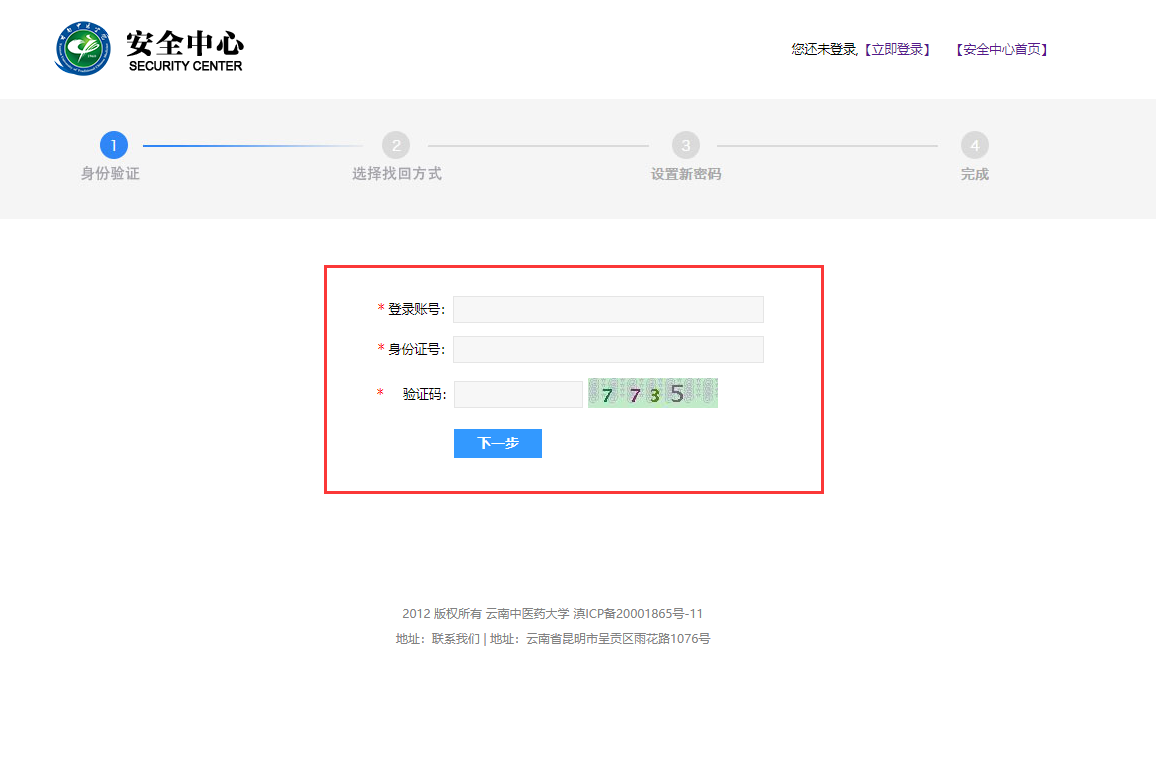 安全中心
SECURITY CENTER
您还未登录,【立即登录】 【安全中心首页】
1 2 3 4
身份验证 选择找回方式 设置新密码 完成
* 登录账号:
* 身份证号:
* 验证码: 7 7 3 5
下一步
2012 版权所有 云南中医药大学 滇ICP备20001865号-11
地址：联系我们 | 地址：云南省昆明市呈贡区雨花路1076号